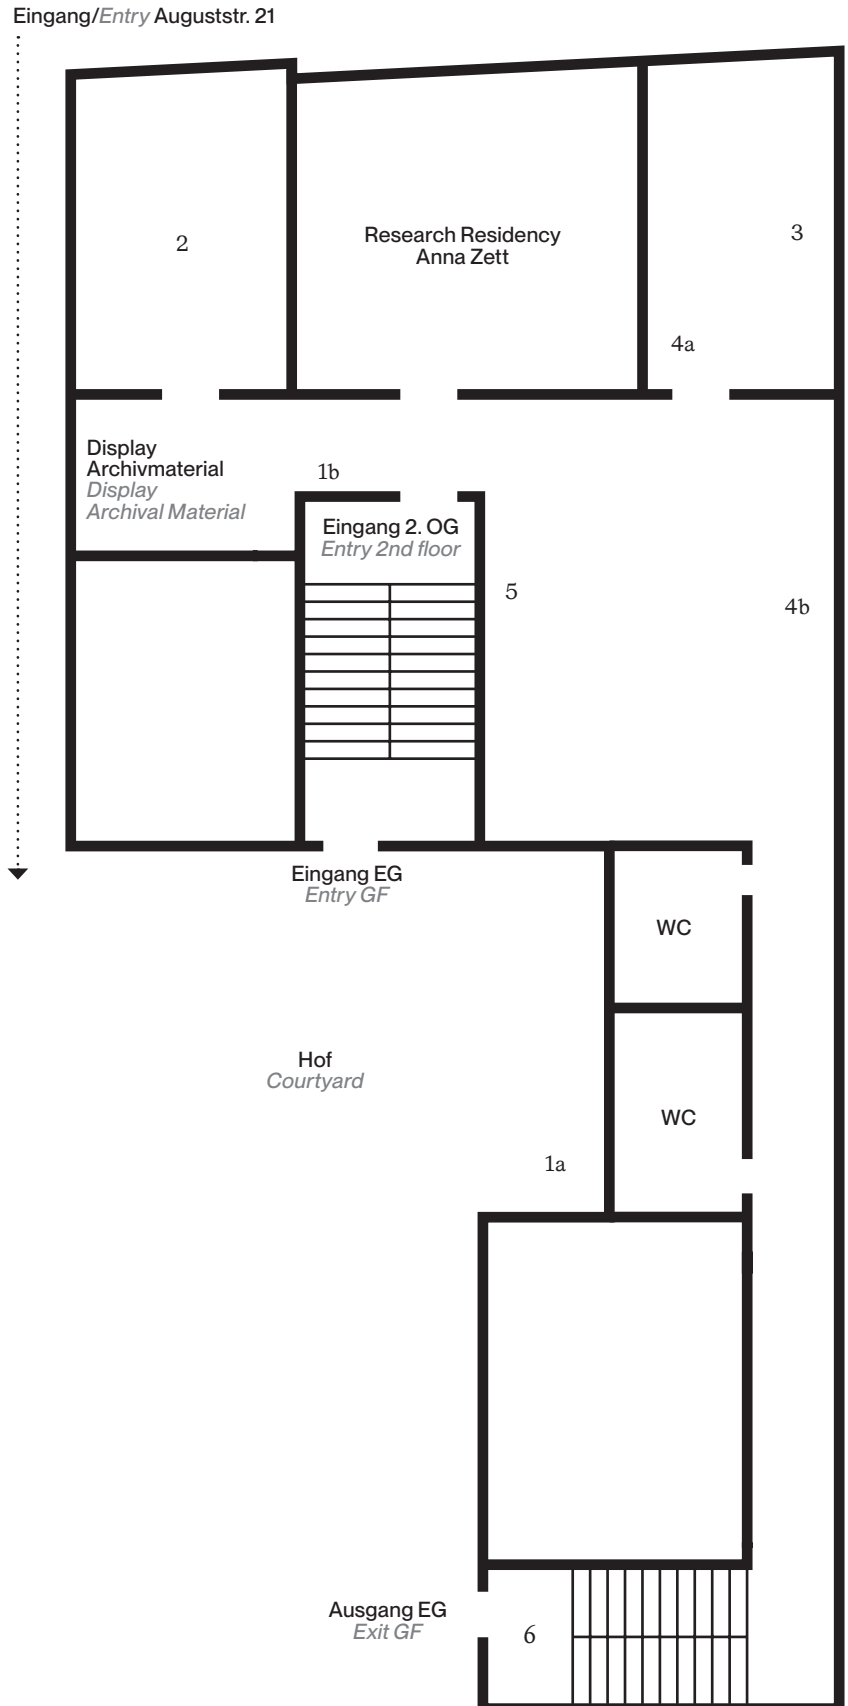 Eingang/Entry Auguststr. 21
2
Research Residency
Anna Zett
3
4a
Display
Archivmaterial
Display
Archival Material
1b
Eingang 2. OG
Entry 2nd floor
5
4b
Eingang EG
Entry GF
WC
Hof
Courtyard
WC
1a
Ausgang EG
Exit GF
6